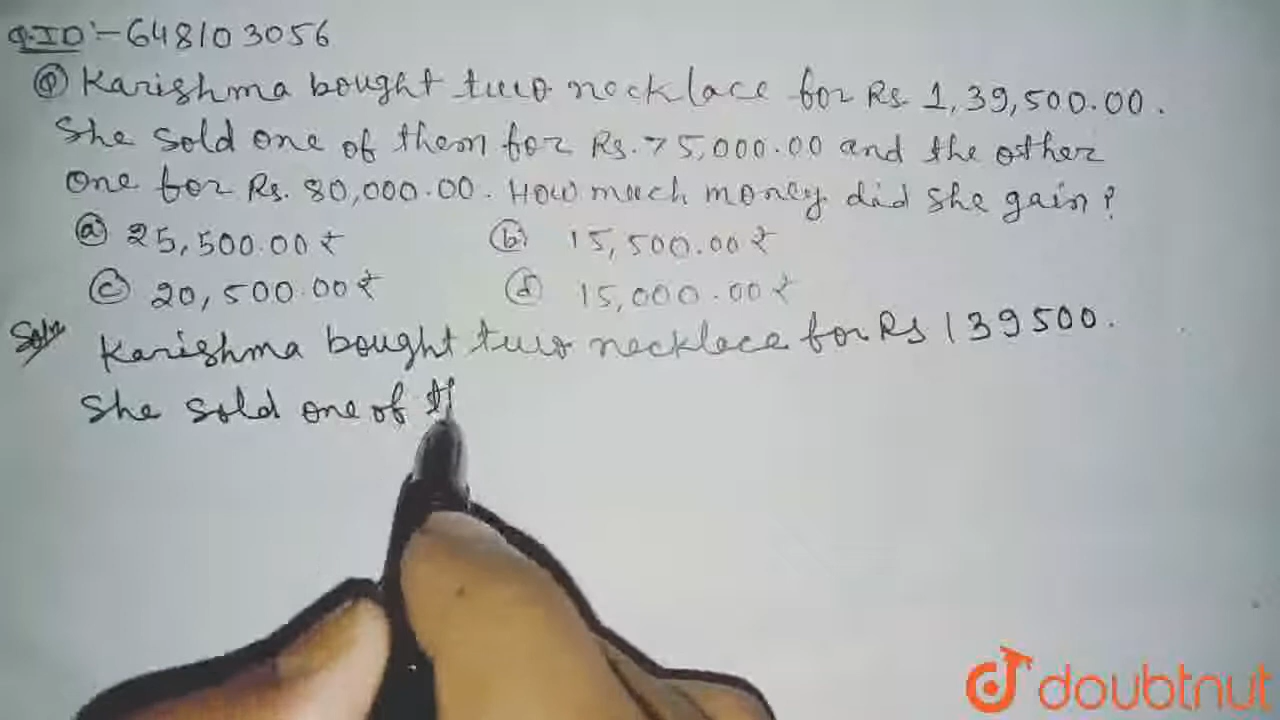 Q.ID:-648103056
Q Karishma bought two necklace for Rs. 1,39,500.00.
She sold one of them for Rs. 75,000.00 and the other
one for Rs. 80,000.00. How much money did she gain?
a 25,500.00₹ b 15,500.00₹
c 20,500.00₹ d 15,000.00₹
Soln Karishma bought two necklace for Rs 139500.
She sold one of th
doubtnut